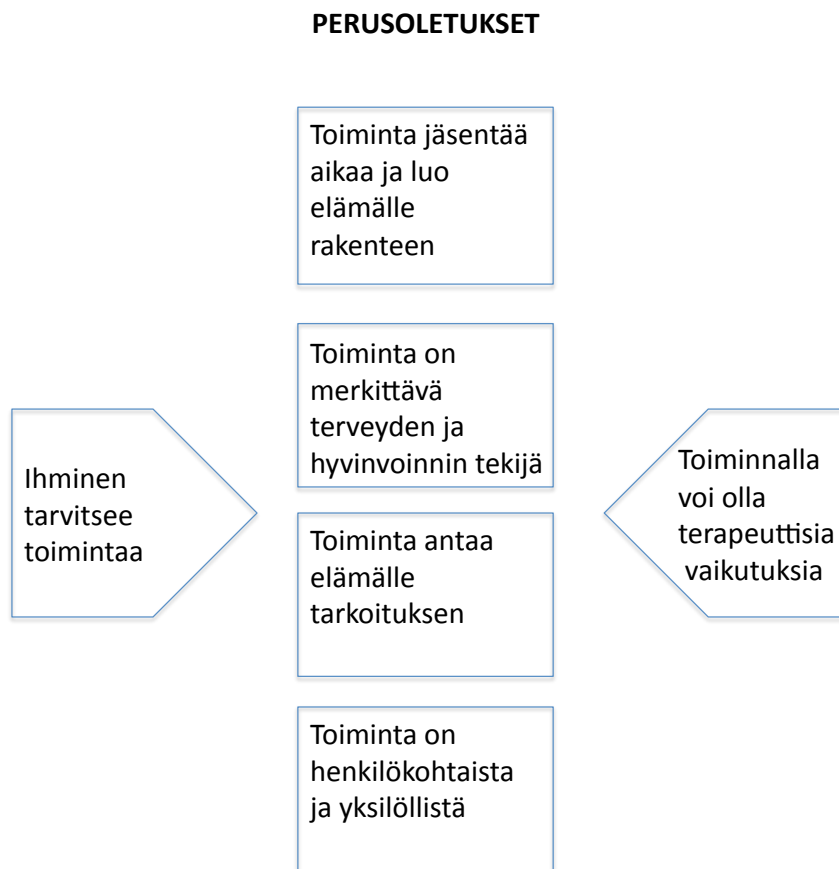 PERUSOLETUKSET
Toiminta jäsentää
aikaa ja luo
elämälle
rakenteen
Toiminta on
merkittävä
terveyden ja
hyvinvoinnin tekijä
Ihminen
tarvitsee
toimintaa
Toiminnalla
voi olla
terapeuttisia
vaikutuksia
Toiminta antaa
elämälle
tarkoituksen
Toiminta on
henkilökohtaista
ja yksilöllistä